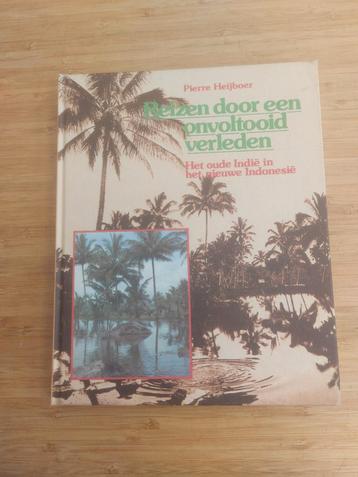 Pierre Heijboer
Reizen door een
onvoltooid
verleden
Het oude Indië in
het nieuwe Indonesië